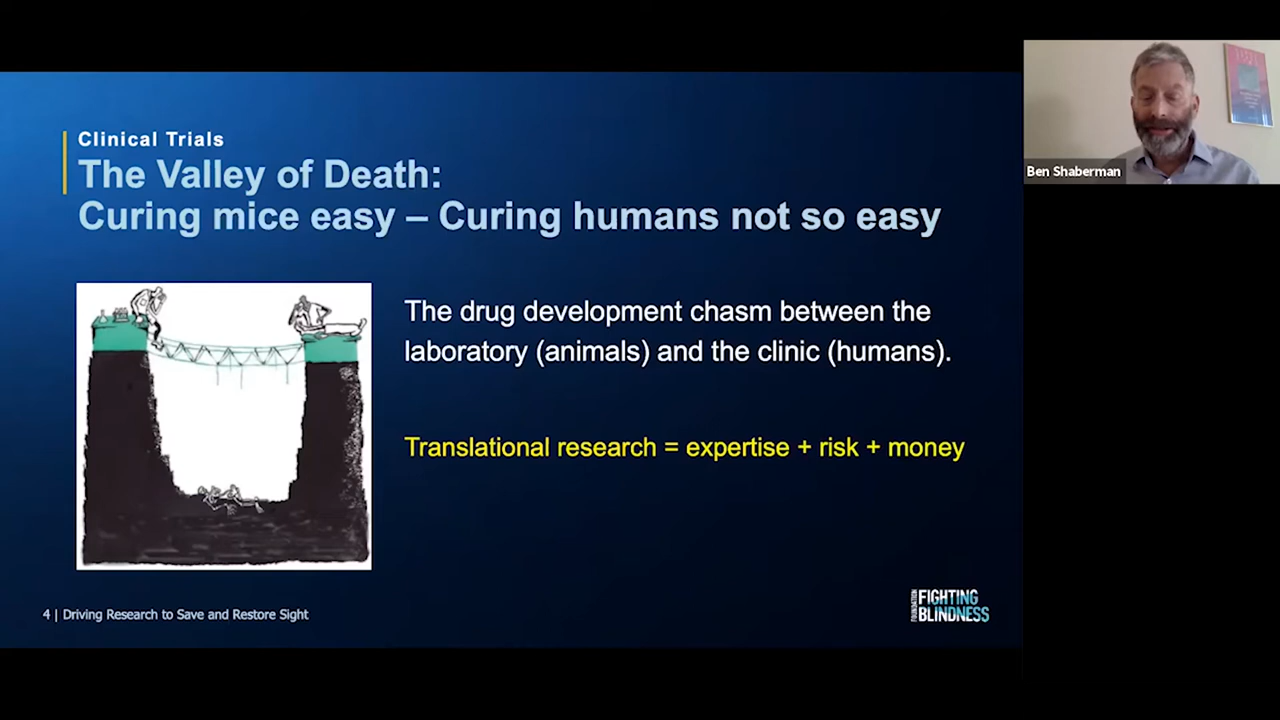 Clinical Trials
The Valley of Death:
Curing mice easy – Curing humans not so easy
The drug development chasm between the
laboratory (animals) and the clinic (humans).
Translational research = expertise + risk + money
4 | Driving Research to Save and Restore Sight
FOUNDATION
FIGHTING
BLINDNESS
Ben Shaberman